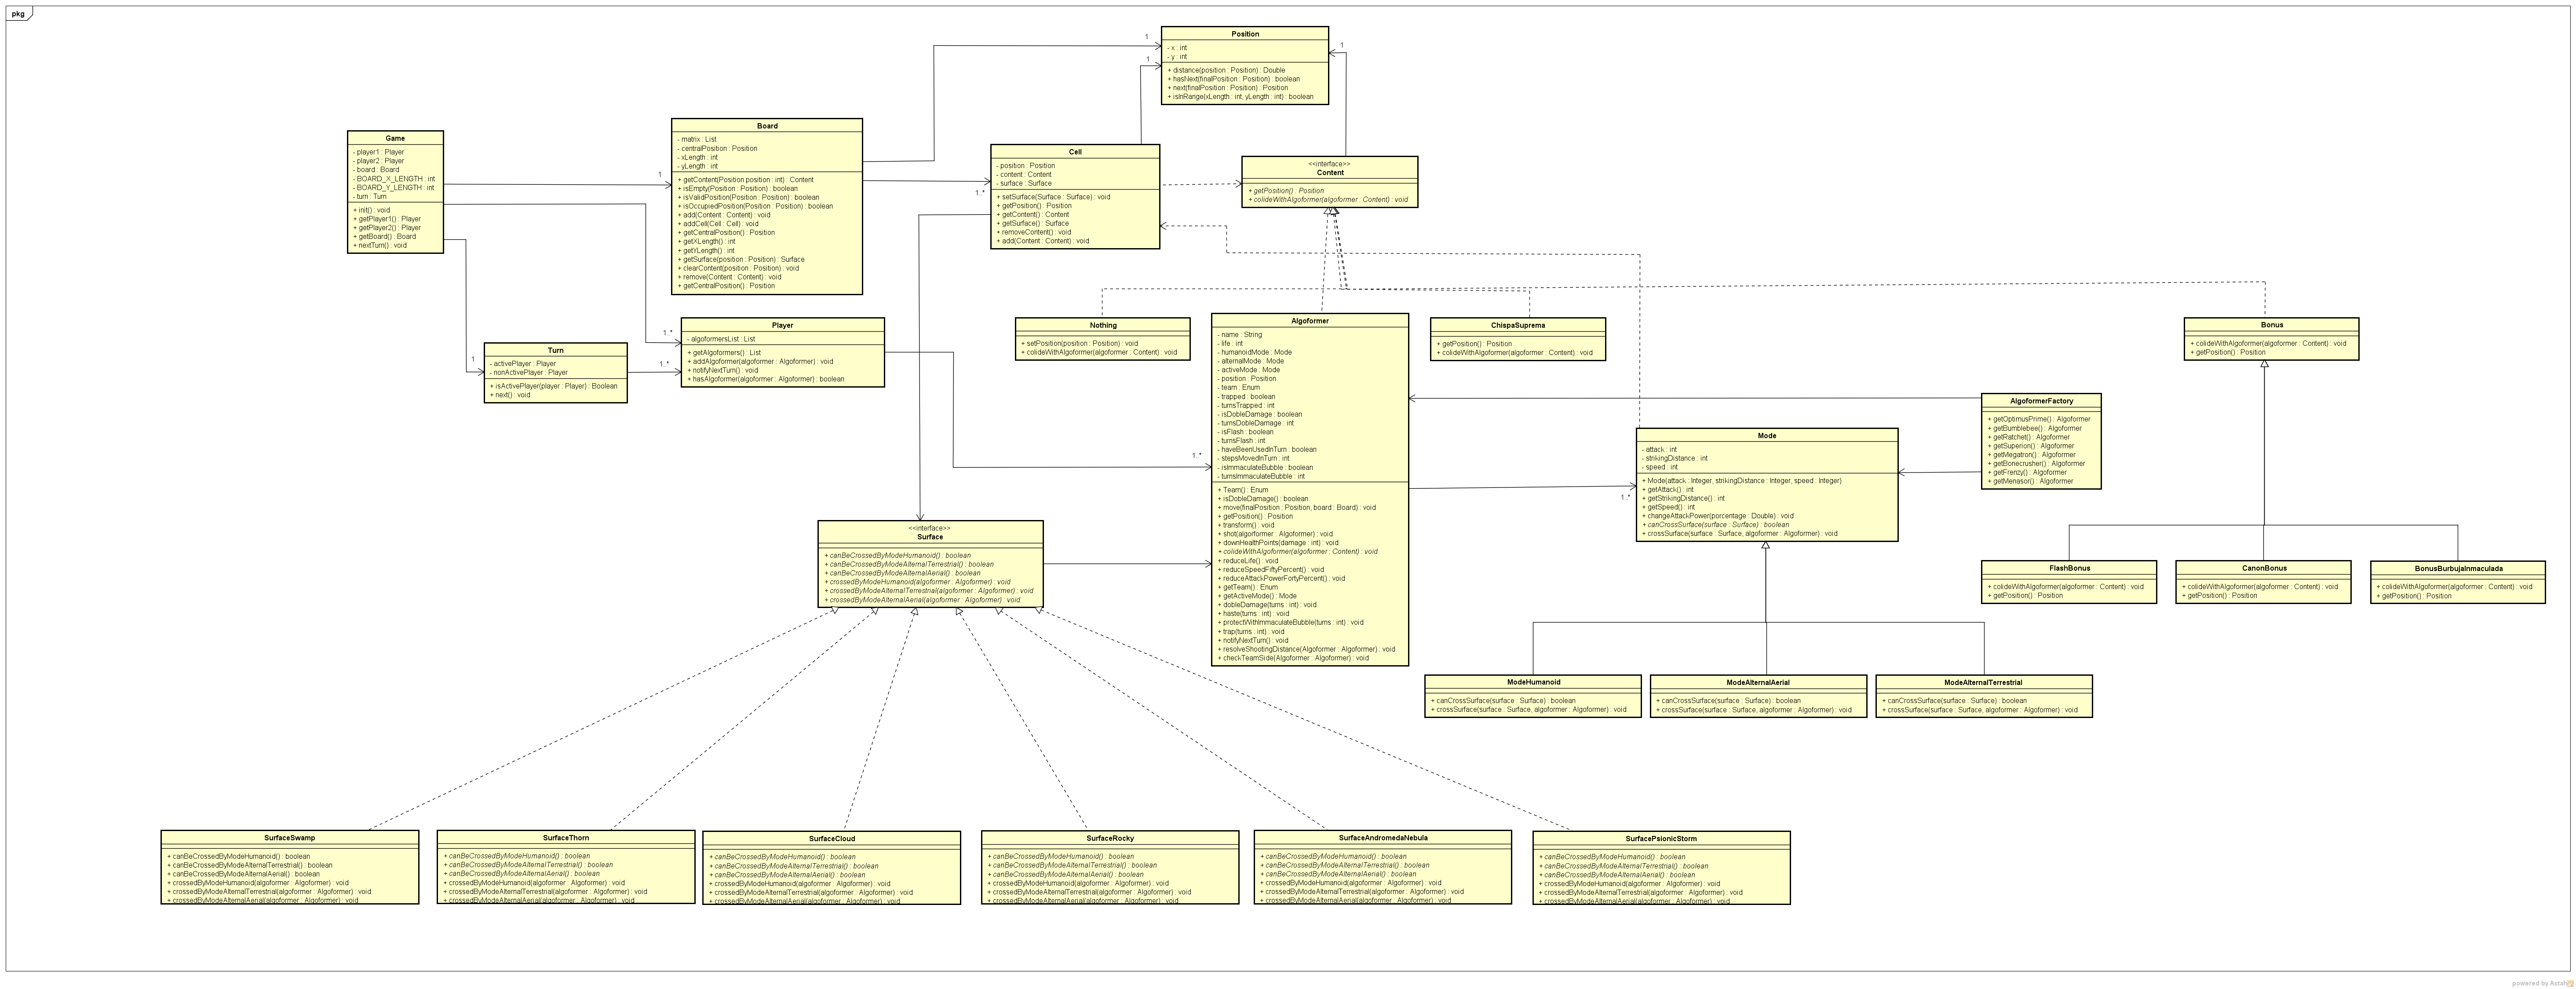 pkg
Position
- x : int
- y : int
+ distance(position : Position) : Double
+ hasNext(finalPosition : Position) : boolean
+ next(finalPosition : Position) : Position
+ isInRange(xLength : int, yLength : int) : boolean
1
1
1
Game
- player1 : Player
- player2 : Player
- board : Board
- BOARD_X_LENGTH : int
- BOARD_Y_LENGTH : int
- turn : Turn
+ init() : void
+ getPlayer1() : Player
+ getPlayer2() : Player
+ getBoard() : Board
+ nextTurn() : void
1
1
1..*
Board
- matrix : List
- centralPosition : Position
- xLength : int
- yLength : int
+ getContent(Position position : int) : Content
+ isEmpty(Position : Position) : boolean
+ isValidPosition(Position : Position) : boolean
+ isOccupiedPosition(Position : Position) : boolean
+ add(Content : Content) : void
+ addCell(Cell : Cell) : void
+ getCentralPosition() : Position
+ getXLength() : int
+ getYLength() : int
+ getSurface(position : Position) : Surface
+ clearContent(position : Position) : void
+ remove(Content : Content) : void
+ getCentralPosition() : Position
1..*
Cell
- position : Position
- content : Content
- surface : Surface
+ setSurface(Surface : Surface) : void
+ getPosition() : Position
+ getContent() : Content
+ getSurface() : Surface
+ removeContent() : void
+ add(Content : Content) : void
<<interface>>
Content
+ getPosition() : Position
+ colideWithAlgoformer(algoformer : Content) : void
Turn
- activePlayer : Player
- nonActivePlayer : Player
+ isActivePlayer(player : Player) : Boolean
+ next() : void
1..*
Player
- algoformersList : List
+ getAlgoformers() : List
+ addAlgoformer(algoformer : Algoformer) : void
+ notifyNextTurn() : void
+ hasAlgoformer(algoformer : Algoformer) : boolean
1..*
Nothing
+ setPosition(position : Position) : void
+ colideWithAlgoformer(algoformer : Content) : void
Algoformer
- name : String
- life : int
- humanoidMode : Mode
- alternalMode : Mode
- activeMode : Mode
- position : Position
- team : Enum
- trapped : boolean
- turnsTrapped : int
- isDobleDamage : boolean
- turnsDobleDamage : int
- isFlash : boolean
- turnsFlash : int
- haveBeenUsedInTurn : boolean
- stepsMovedInTurn : int
- isImmaculateBubble : boolean
- turnsImmaculateBubble : int
+ Team() : Enum
+ isDobleDamage() : boolean
+ move(finalPosition : Position, board : Board) : void
+ getPosition() : Position
+ transform() : void
+ shot(algorformer : Algoformer) : void
+ downHealthPoints(damage : int) : void
+ colideWithAlgoformer(algoformer : Content) : void
+ reduceLife() : void
+ reduceSpeedFiftyPercent() : void
+ reduceAttackPowerFortyPercent() : void
+ getTeam() : Enum
+ getActiveMode() : Mode
+ dobleDamage(turns : int) : void
+ haste(turns : int) : void
+ protectWithImmaculateBubble(turns : int) : void
+ trap(turns : int) : void
+ notifyNextTurn() : void
+ resolveShootingDistance(Algoformer : Algoformer) : void
+ checkTeamSide(Algoformer : Algoformer) : void
1..*
ChispaSuprema
+ getPosition() : Position
+ colideWithAlgoformer(algoformer : Content) : void
Bonus
+ colideWithAlgoformer(algoformer : Content) : void
+ getPosition() : Position
AlgoformerFactory
+ getOptimusPrime() : Algoformer
+ getBumblebee() : Algoformer
+ getRatchet() : Algoformer
+ getSuperion() : Algoformer
+ getMegatron() : Algoformer
+ getBonecrusher() : Algoformer
+ getFrenzy() : Algoformer
+ getMenasor() : Algoformer
Mode
- attack : int
- strikingDistance : int
- speed : int
+ Mode(attack : Integer, strikingDistance : Integer, speed : Integer)
+ getAttack() : int
+ getStrikingDistance() : int
+ getSpeed() : int
+ changeAttackPower(porcentage : Double) : void
+ canCrossSurface(surface : Surface) : boolean
+ crossSurface(surface : Surface, algoformer : Algoformer) : void
<<interface>>
Surface
+ canBeCrossedByModeHumanoid() : boolean
+ canBeCrossedByModeAlternalTerrestrial() : boolean
+ canBeCrossedByModeAlternalAerial() : boolean
+ crossedByModeHumanoid(algoformer : Algoformer) : void
+ crossedByModeAlternalTerrestrial(algoformer : Algoformer) : void
+ crossedByModeAlternalAerial(algoformer : Algoformer) : void
FlashBonus
+ colideWithAlgoformer(algoformer : Content) : void
+ getPosition() : Position
CanonBonus
+ colideWithAlgoformer(algoformer : Content) : void
+ getPosition() : Position
BonusBurbujaInmaculada
+ colideWithAlgoformer(algoformer : Content) : void
+ getPosition() : Position
ModeHumanoid
+ canCrossSurface(surface : Surface) : boolean
+ crossSurface(surface : Surface, algoformer : Algoformer) : void
ModeAlternalAerial
+ canCrossSurface(surface : Surface) : boolean
+ crossSurface(surface : Surface, algoformer : Algoformer) : void
ModeAlternalTerrestrial
+ canCrossSurface(surface : Surface) : boolean
+ crossSurface(surface : Surface, algoformer : Algoformer) : void
SurfaceSwamp
+ canBeCrossedByModeHumanoid() : boolean
+ canBeCrossedByModeAlternalTerrestrial() : boolean
+ canBeCrossedByModeAlternalAerial() : boolean
+ crossedByModeHumanoid(algoformer : Algoformer) : void
+ crossedByModeAlternalTerrestrial(algoformer : Algoformer) : void
+ crossedByModeAlternalAerial(algoformer : Algoformer) : void
SurfaceThorn
+ canBeCrossedByModeHumanoid() : boolean
+ canBeCrossedByModeAlternalTerrestrial() : boolean
+ canBeCrossedByModeAlternalAerial() : boolean
+ crossedByModeHumanoid(algoformer : Algoformer) : void
+ crossedByModeAlternalTerrestrial(algoformer : Algoformer) : void
+ crossedByModeAlternalAerial(algoformer : Algoformer) : void
SurfaceCloud
+ canBeCrossedByModeHumanoid() : boolean
+ canBeCrossedByModeAlternalTerrestrial() : boolean
+ canBeCrossedByModeAlternalAerial() : boolean
+ crossedByModeHumanoid(algoformer : Algoformer) : void
+ crossedByModeAlternalTerrestrial(algoformer : Algoformer) : void
+ crossedByModeAlternalAerial(algoformer : Algoformer) : void
SurfaceRocky
+ canBeCrossedByModeHumanoid() : boolean
+ canBeCrossedByModeAlternalTerrestrial() : boolean
+ canBeCrossedByModeAlternalAerial() : boolean
+ crossedByModeHumanoid(algoformer : Algoformer) : void
+ crossedByModeAlternalTerrestrial(algoformer : Algoformer) : void
+ crossedByModeAlternalAerial(algoformer : Algoformer) : void
SurfaceAndromedaNebula
+ canBeCrossedByModeHumanoid() : boolean
+ canBeCrossedByModeAlternalTerrestrial() : boolean
+ canBeCrossedByModeAlternalAerial() : boolean
+ crossedByModeHumanoid(algoformer : Algoformer) : void
+ crossedByModeAlternalTerrestrial(algoformer : Algoformer) : void
+ crossedByModeAlternalAerial(algoformer : Algoformer) : void
SurfacePsionicStorm
+ canBeCrossedByModeHumanoid() : boolean
+ canBeCrossedByModeAlternalTerrestrial() : boolean
+ canBeCrossedByModeAlternalAerial() : boolean
+ crossedByModeHumanoid(algoformer : Algoformer) : void
+ crossedByModeAlternalTerrestrial(algoformer : Algoformer) : void
+ crossedByModeAlternalAerial(algoformer : Algoformer) : void
powered by Astah